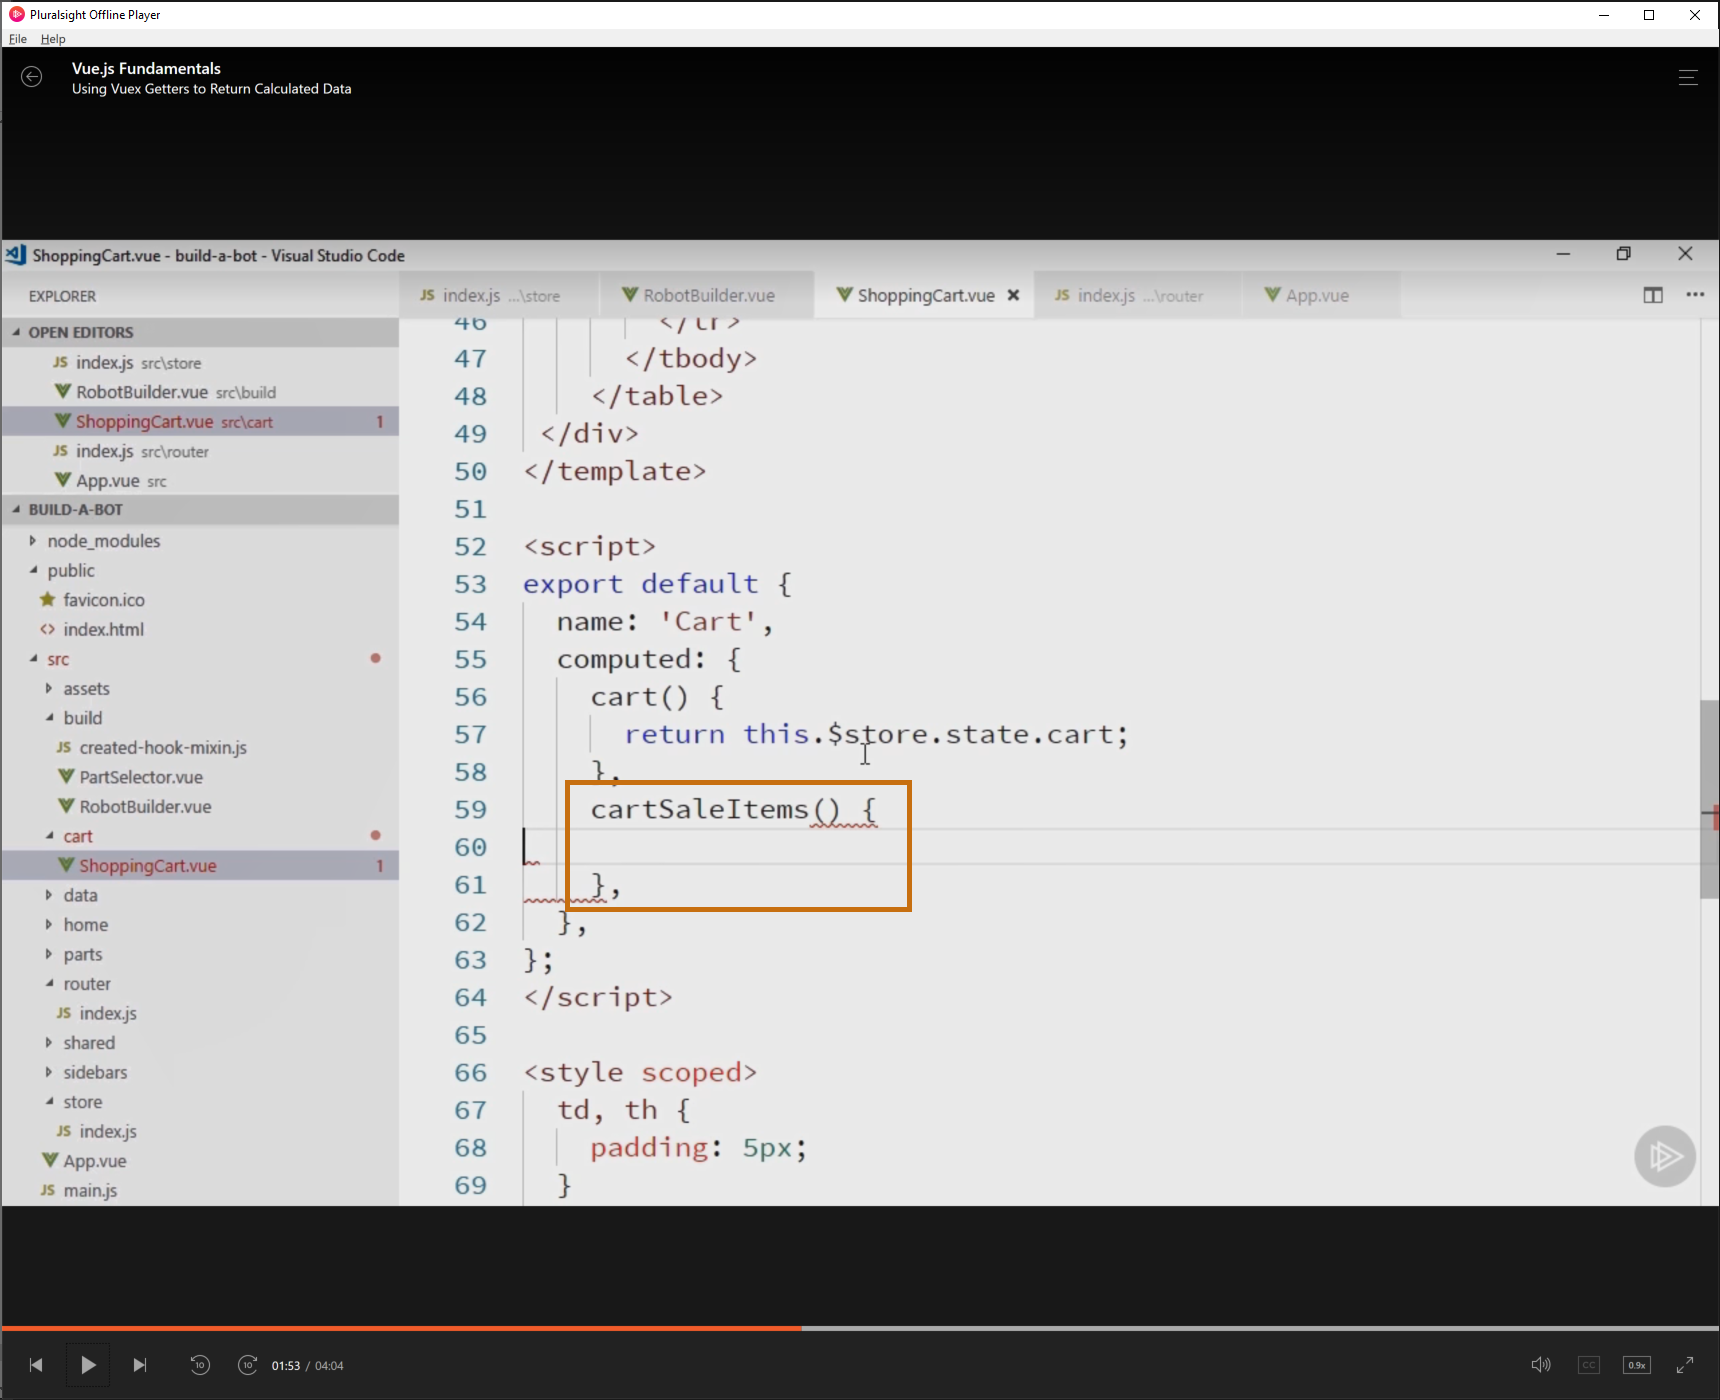 Pluralsight Offline Player
File Help
Vue.js Fundamentals
Using Vuex Getters to Return Calculated Data
ShoppingCart.vue - build-a-bot - Visual Studio Code
EXPLORER
JS index.js ...\store
RobotBuilder.vue
ShoppingCart.vue
JS index.js ...\router
App.vue
OPEN EDITORS
JS index.js src\store
RobotBuilder.vue src\build
ShoppingCart.vue src\cart 1
JS index.js src\router
App.vue src
BUILD-A-BOT
node_modules
public
favicon.ico
<> index.html
src
assets
build
JS created-hook-mixin.js
PartSelector.vue
RobotBuilder.vue
cart
ShoppingCart.vue 1
data
home
parts
router
JS index.js
shared
sidebars
store
JS index.js
App.vue
JS main.js
46 </tr>
47 </tbody>
48 </table>
49 </div>
50 </template>
51
52 <script>
53 export default {
54 name: 'Cart',
55 computed: {
56 cart() {
57 return this.$store.state.cart;
58 },
59 cartSaleItems() {
60
61 },
62 },
63 };
64 </script>
65
66 <style scoped>
67 td, th {
68 padding: 5px;
69 }
10
10
01:53 / 04:04
CC
0.9x